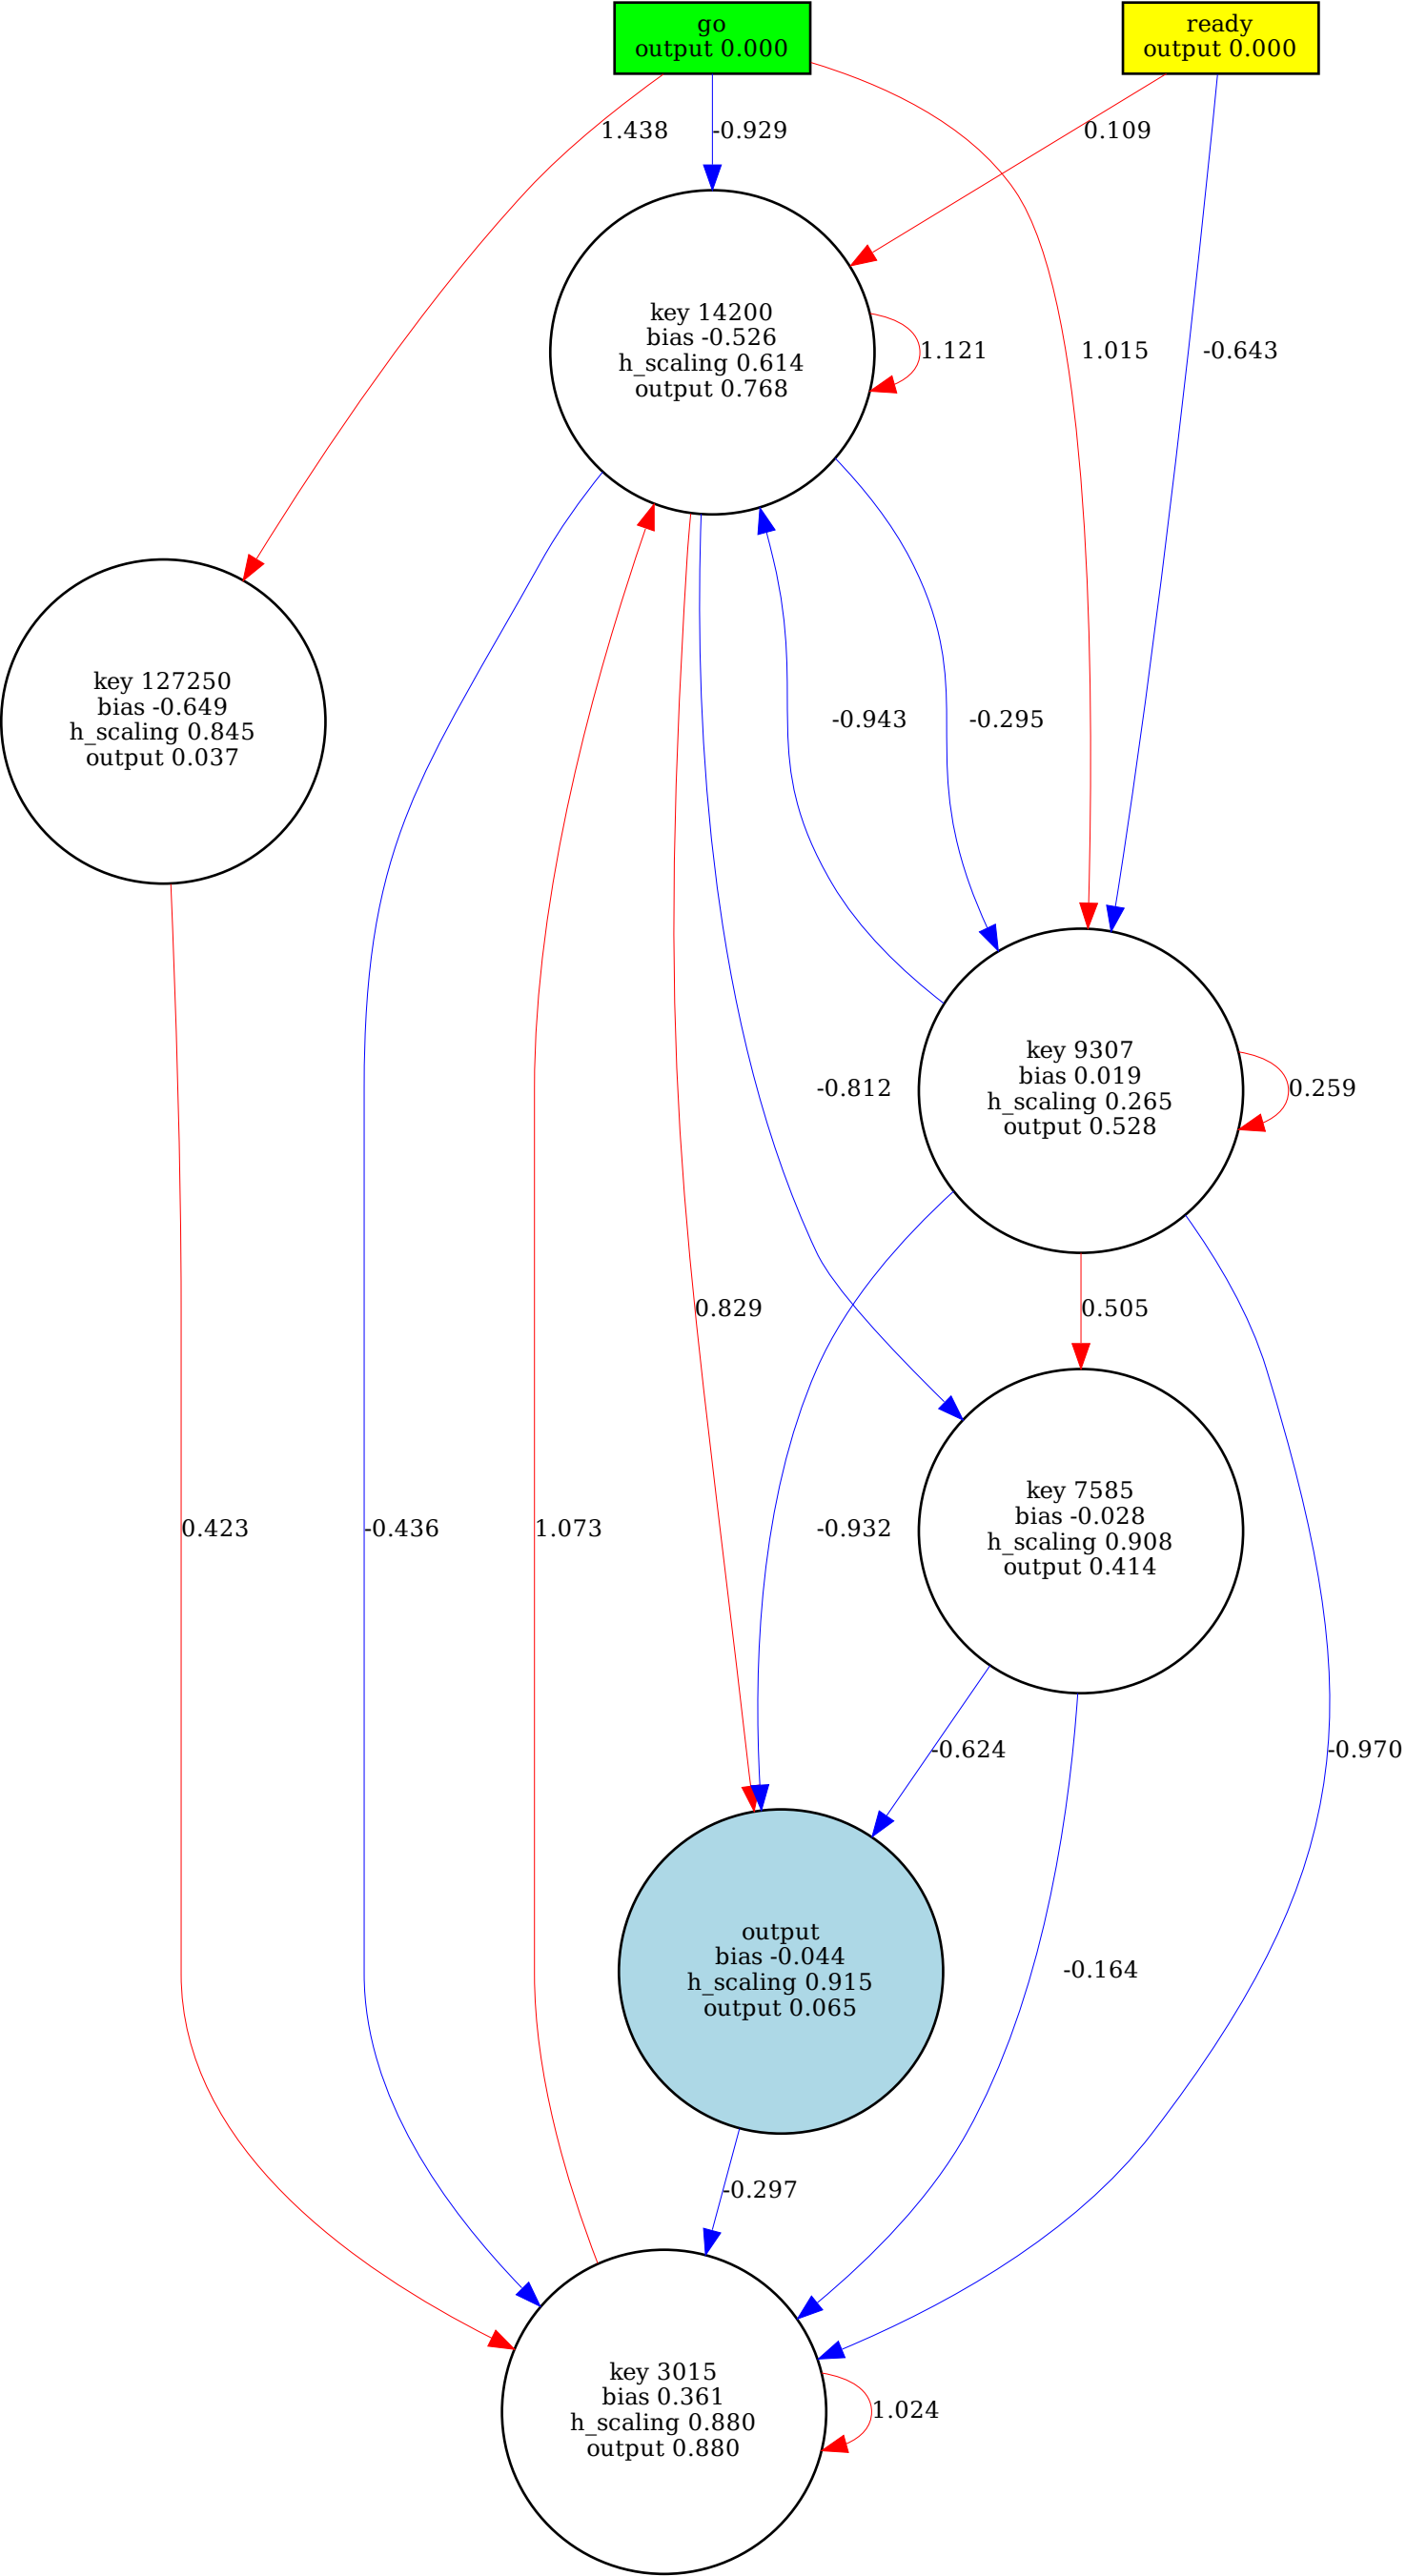 go
output 0.000
ready
output 0.000
1.438
-0.929
0.109
key 14200
bias -0.526
h_scaling 0.614
output 0.768
1.121
1.015
-0.643
key 127250
bias -0.649
h_scaling 0.845
output 0.037
-0.943
-0.295
key 9307
bias 0.019
h_scaling 0.265
output 0.528
-0.812
0.259
0.829
0.505
key 7585
bias -0.028
h_scaling 0.908
output 0.414
0.423
-0.436
1.073
-0.932
-0.624
-0.970
output
bias -0.044
h_scaling 0.915
output 0.065
-0.164
-0.297
key 3015
bias 0.361
h_scaling 0.880
output 0.880
1.024